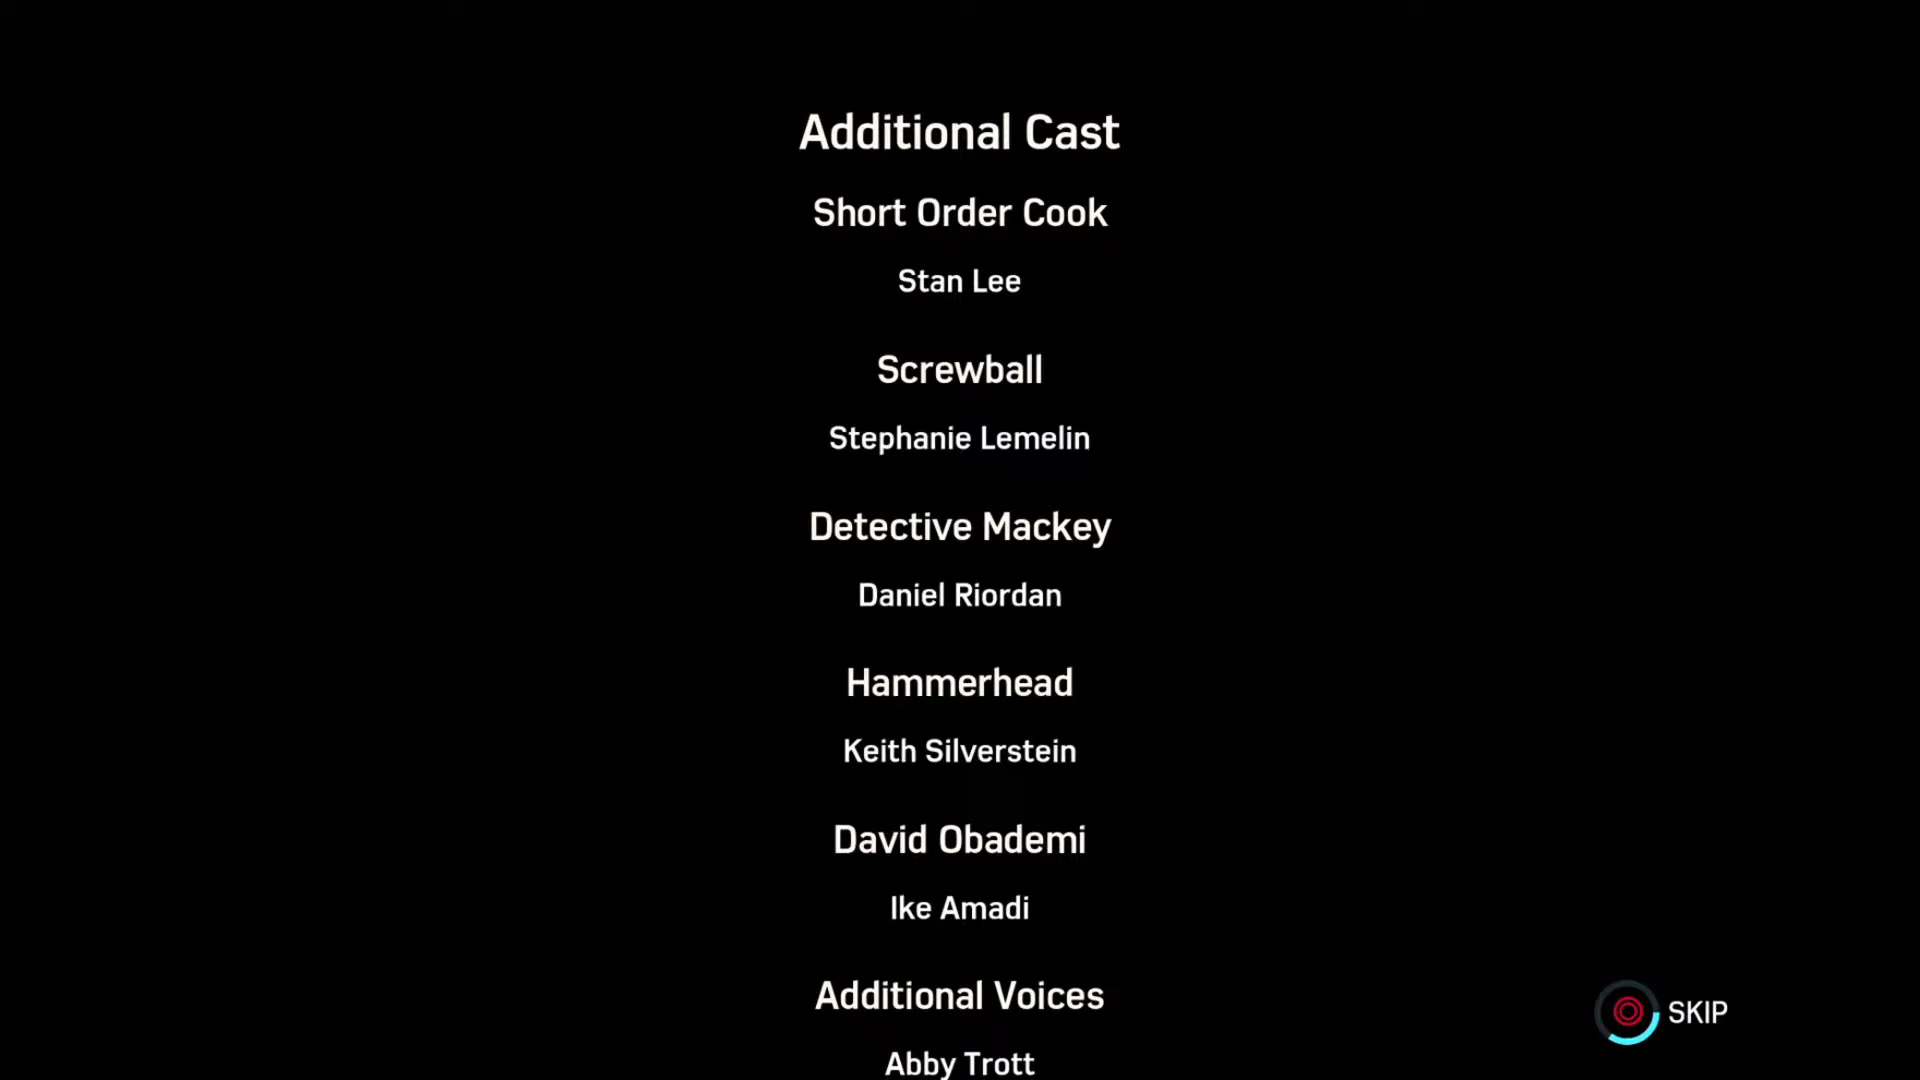 Additional Cast
Short Order Cook
Stan Lee
Screwball
Stephanie Lemelin
Detective Mackey
Daniel Riordan
Hammerhead
Keith Silverstein
David Obademi
Ike Amadi
Additional Voices
SKIP
Abby Trott